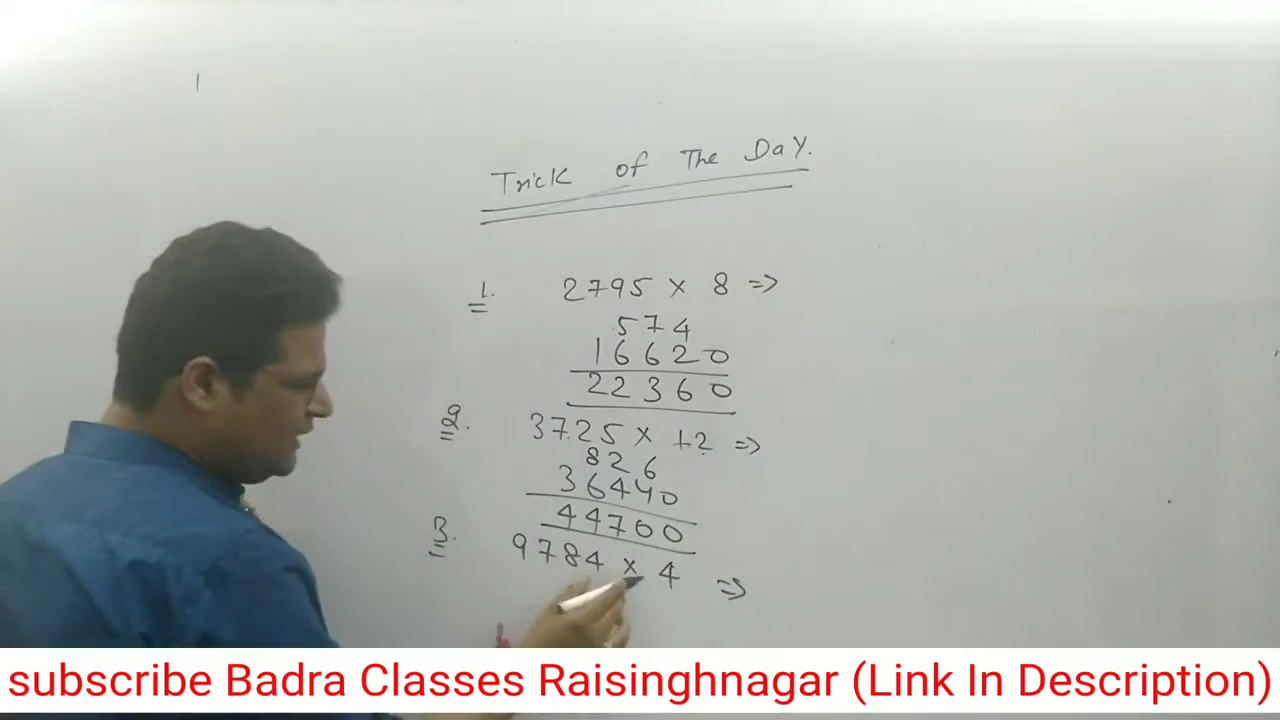 Trick of The Day.
1. 2795 × 8 =>
574
16620
22360
2. 3725 × 12 =>
826
36440
44700
3. 9784 × 4 =>
subscribe Badra Classes Raisinghnagar (Link In Description)